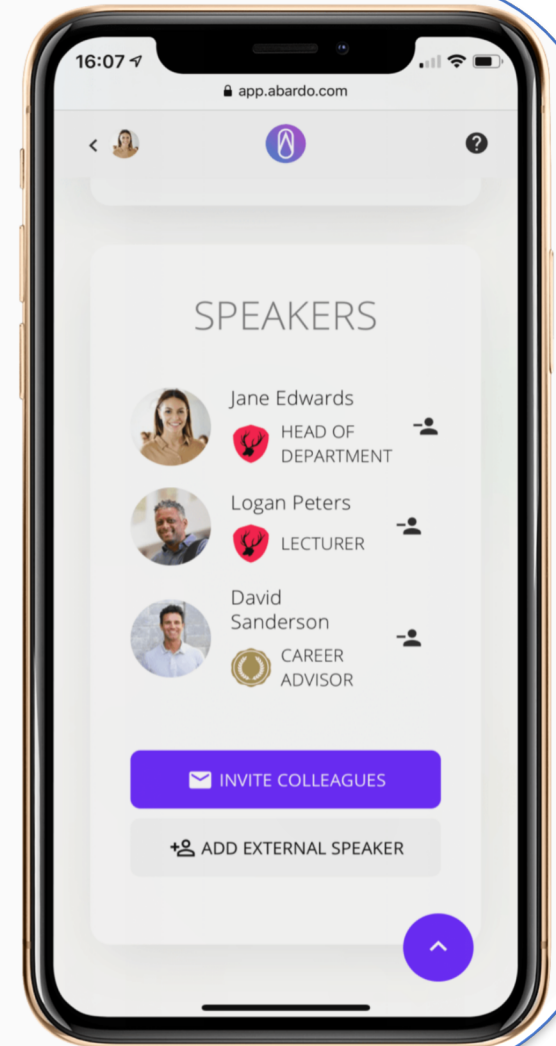 16:07
app.abardo.com
SPEAKERS
Jane Edwards
HEAD OF
DEPARTMENT
Logan Peters
LECTURER
David
Sanderson
CAREER
ADVISOR
INVITE COLLEAGUES
ADD EXTERNAL SPEAKER